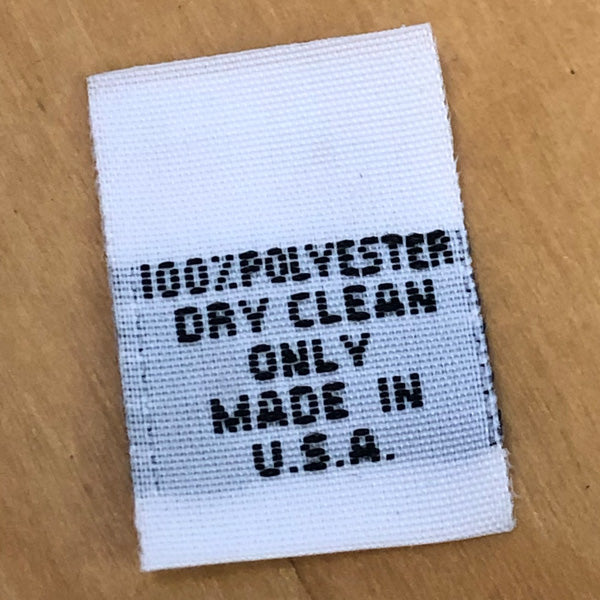 100%POLYESTER
DRY CLEAN
ONLY
MADE IN
U.S.A.